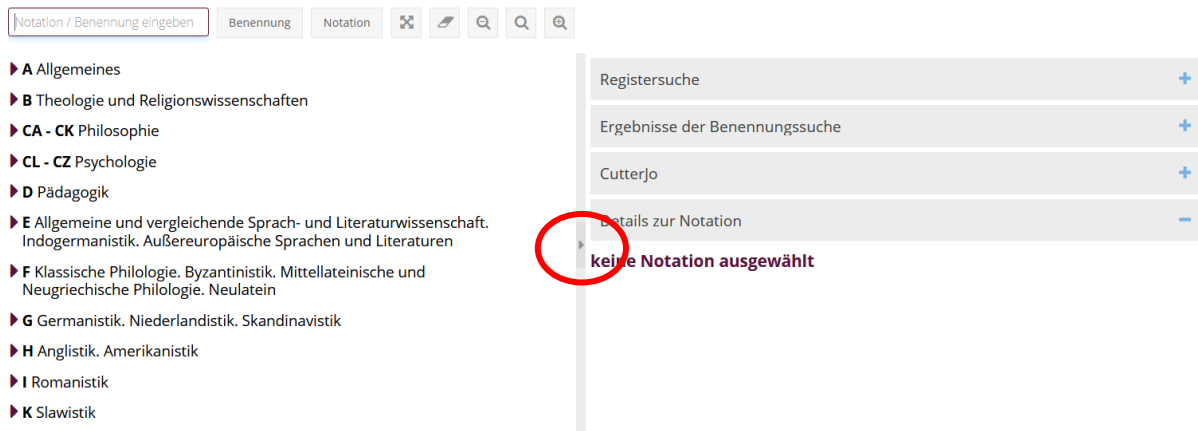 Notation / Benennung eingeben
Benennung
Notation
A Allgemeines
B Theologie und Religionswissenschaften
CA - CK Philosophie
CL - CZ Psychologie
D Pädagogik
E Allgemeine und vergleichende Sprach- und Literaturwissenschaft.
Indogermanistik. Außereuropäische Sprachen und Literaturen
F Klassische Philologie. Byzantinistik. Mittellateinische und
Neugriechische Philologie. Neulatein
G Germanistik. Niederlandistik. Skandinavistik
H Anglistik. Amerikanistik
I Romanistik
K Slawistik
Registersuche
Ergebnisse der Benennungssuche
CutterJo
Details zur Notation
keine Notation ausgewählt